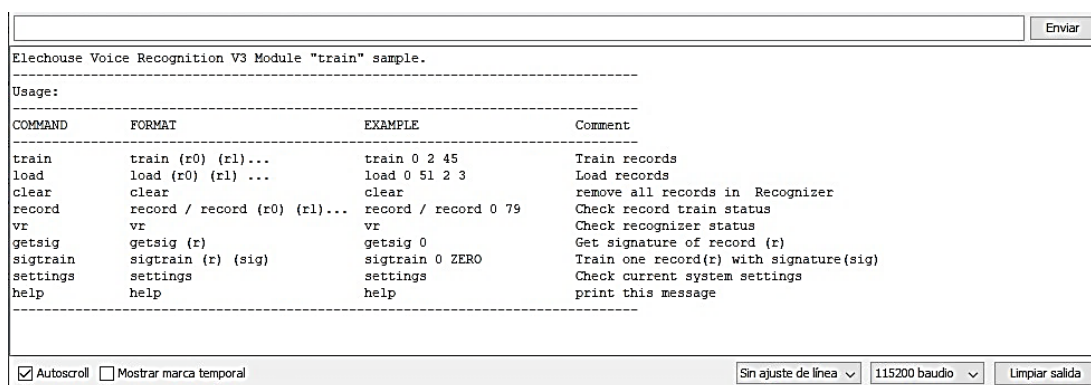 Enviar
Elechouse Voice Recognition V3 Module "train" sample.
--------------------------------------------------------------------------------
Usage:
--------------------------------------------------------------------------------
COMMAND FORMAT EXAMPLE Comment
--------------------------------------------------------------------------------
train train (r0) (r1)... train 0 2 45 Train records
load load (r0) (r1) ... load 0 51 2 3 Load records
clear clear clear remove all records in Recognizer
record record / record (r0) (r1)... record / record 0 79 Check record train status
vr vr vr Check recognizer status
getsig getsig (r) getsig 0 Get signature of record (r)
sigtrain sigtrain (r) (sig) sigtrain 0 ZERO Train one record(r) with signature(sig)
settings settings settings Check current system settings
help help help print this message
--------------------------------------------------------------------------------
Autoscroll Mostrar marca temporal Sin ajuste de línea 115200 baudio Limpiar salida